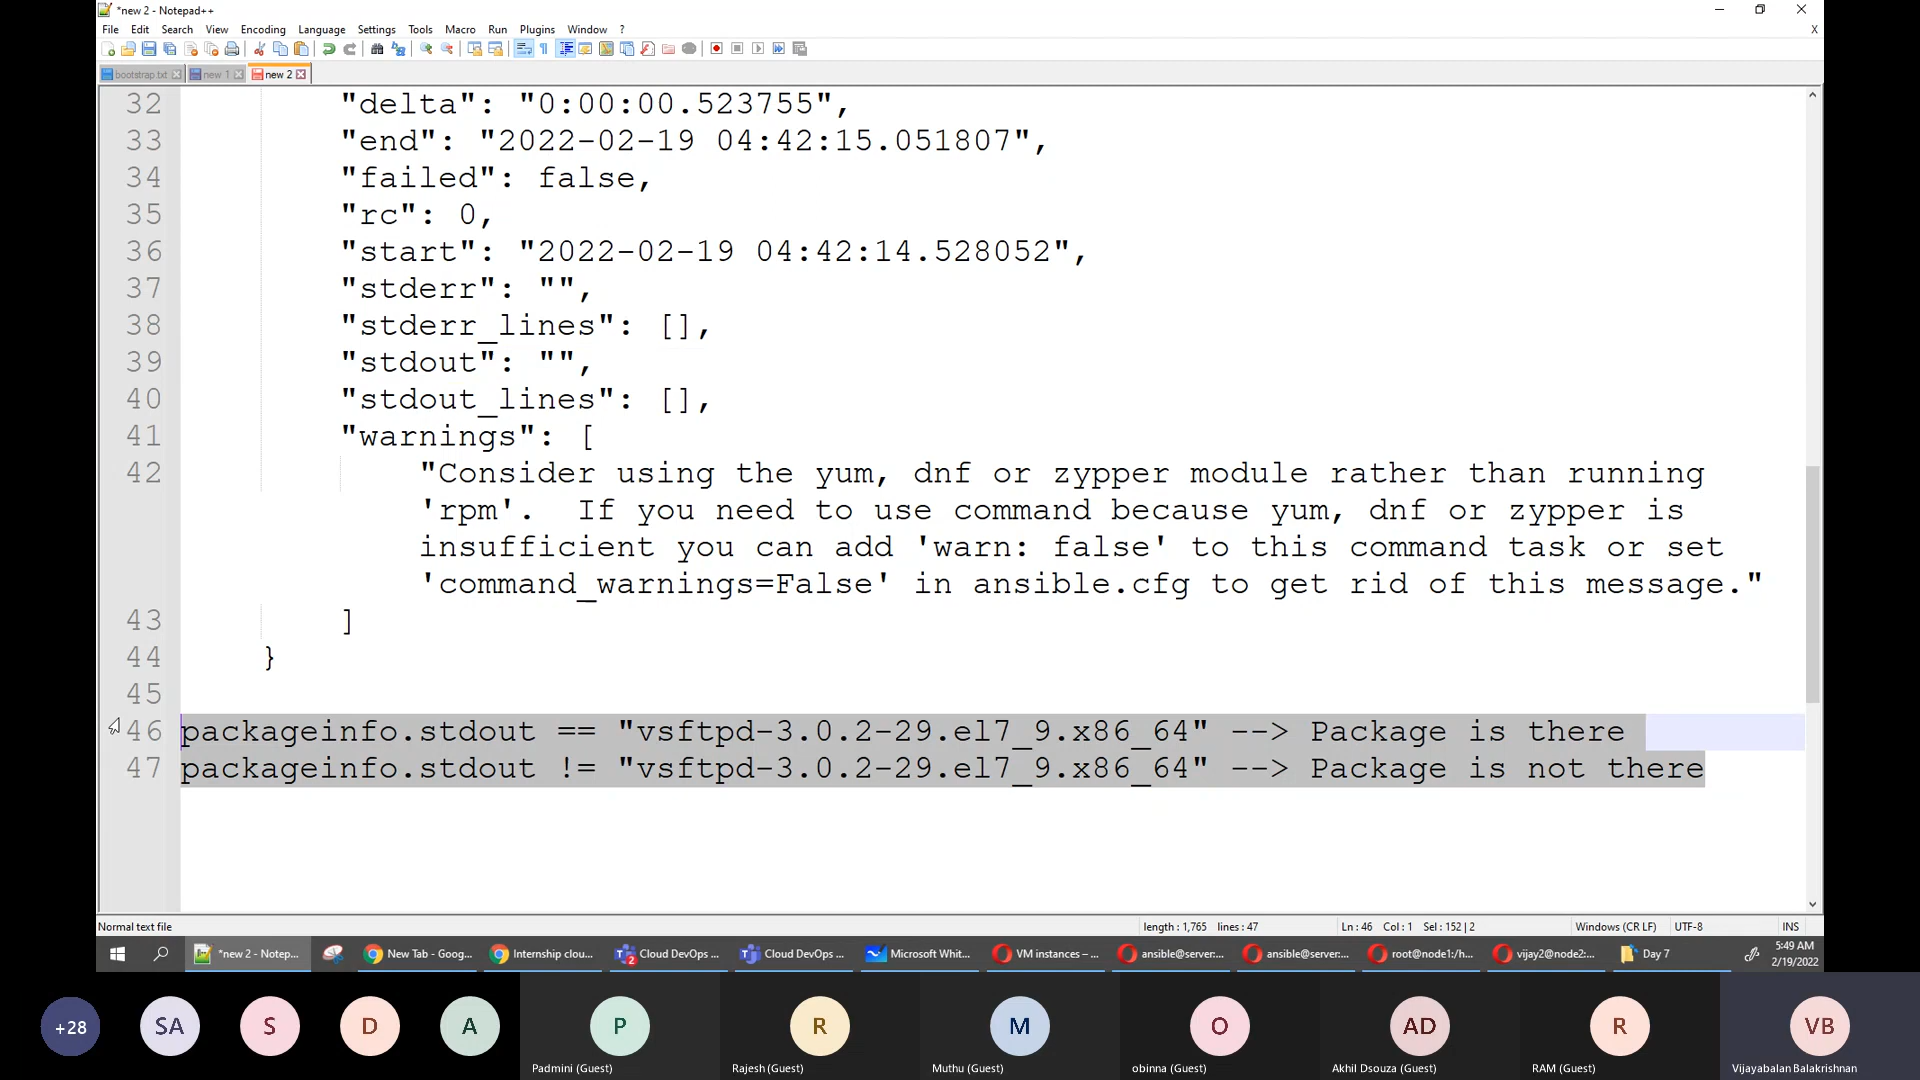 *new 2 - Notepad++
File Edit Search View Encoding Language Settings Tools Macro Run Plugins Window ? X
bootstrap.txt new 1 new 2
32 "delta": "0:00:00.523755",
33 "end": "2022-02-19 04:42:15.051807",
34 "failed": false,
35 "rc": 0,
36 "start": "2022-02-19 04:42:14.528052",
37 "stderr": "",
38 "stderr_lines": [],
39 "stdout": "",
40 "stdout_lines": [],
41 "warnings": [
42 "Consider using the yum, dnf or zypper module rather than running
'rpm'.  If you need to use command because yum, dnf or zypper is
insufficient you can add 'warn: false' to this command task or set
'command_warnings=False' in ansible.cfg to get rid of this message."
43 ]
44 }
45
46 packageinfo.stdout == "vsftpd-3.0.2-29.el7_9.x86_64" --> Package is there
47 packageinfo.stdout != "vsftpd-3.0.2-29.el7_9.x86_64" --> Package is not there
Normal text file length : 1,765 lines : 47 Ln : 46 Col : 1 Sel : 152 | 2 Windows (CR LF) UTF-8 INS
*new 2 - Notep... New Tab - Goog... Internship clou... 2 Cloud DevOps ... Cloud DevOps ... Microsoft Whit... VM instances – ... ansible@server:... ansible@server:... root@node1:/h... vijay2@node2:... Day 7 5:49 AM
2/19/2022
+28 SA S D A P R M O AD R VB
Padmini (Guest) Rajesh (Guest) Muthu (Guest) obinna (Guest) Akhil Dsouza (Guest) RAM (Guest) Vijayabalan Balakrishnan